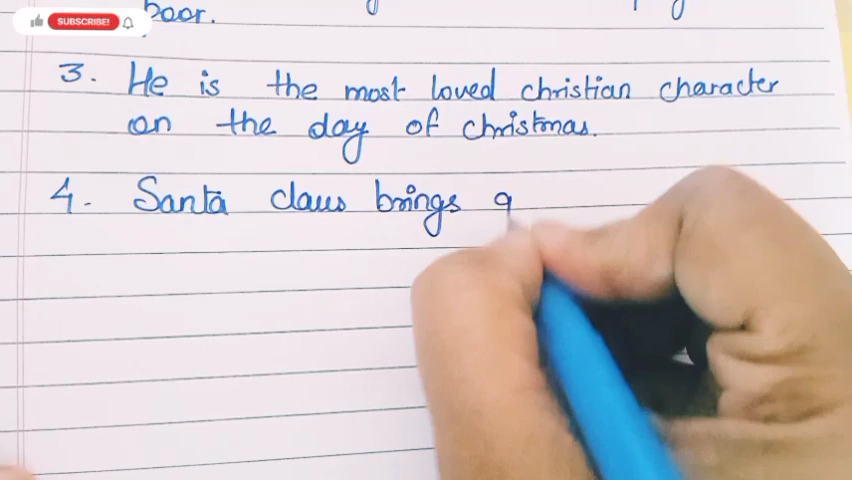 SUBSCRIBE!
poor.
3. He is the most loved christian character
on the day of christmas.
4. Santa claus brings